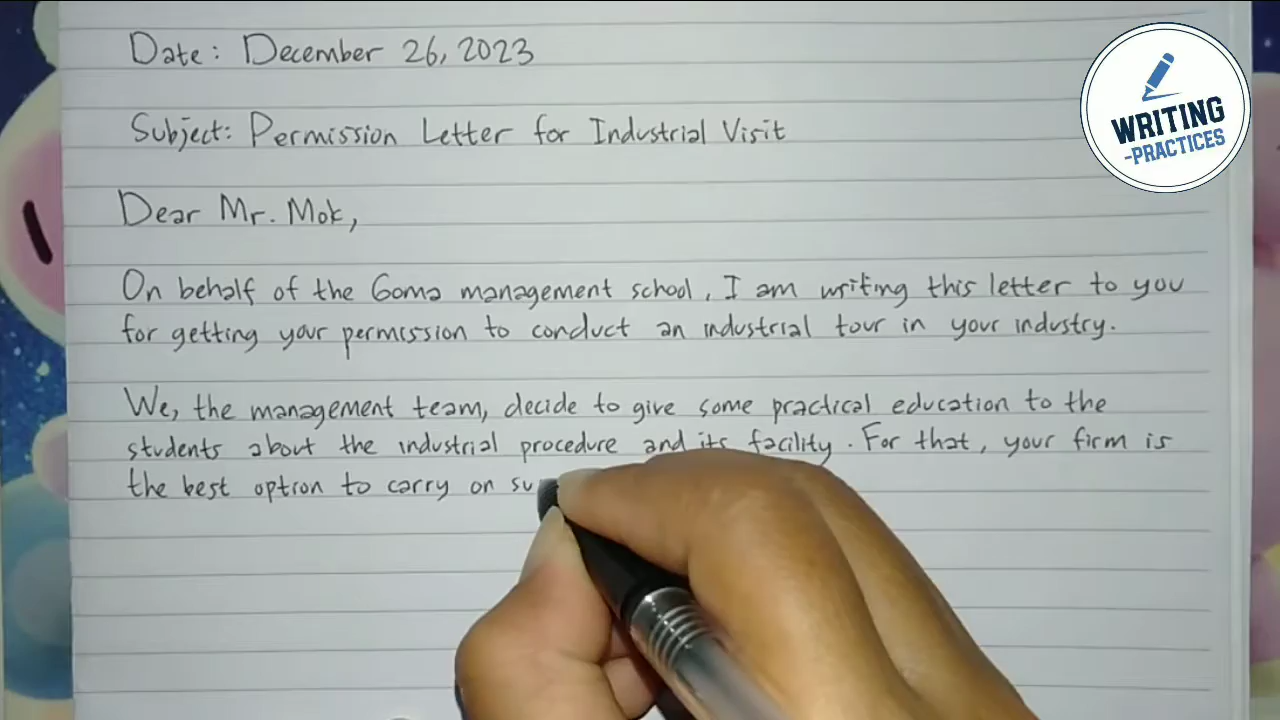 Date: December 26, 2023
WRITING
-PRACTICES
Subject: Permission Letter for Industrial Visit
Dear Mr. Mok,
On behalf of the Goma management school, I am writing this letter to you
for getting your permission to conduct an industrial tour in your industry.
We, the management team, decide to give some practical education to the
students about the industrial procedure and its facility. For that, your firm is
the best option to carry on su